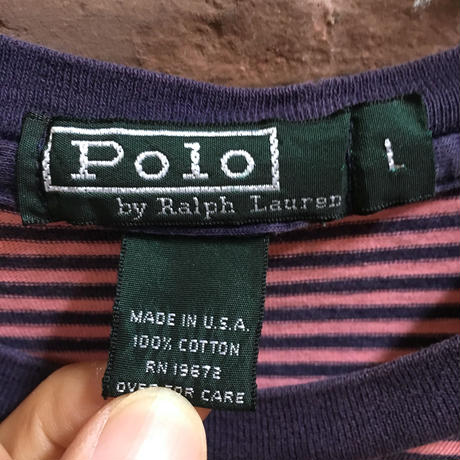 Polo
by Ralph Lauren
L
MADE IN U.S.A.
100% COTTON
RN 19672
OVER FOR CARE